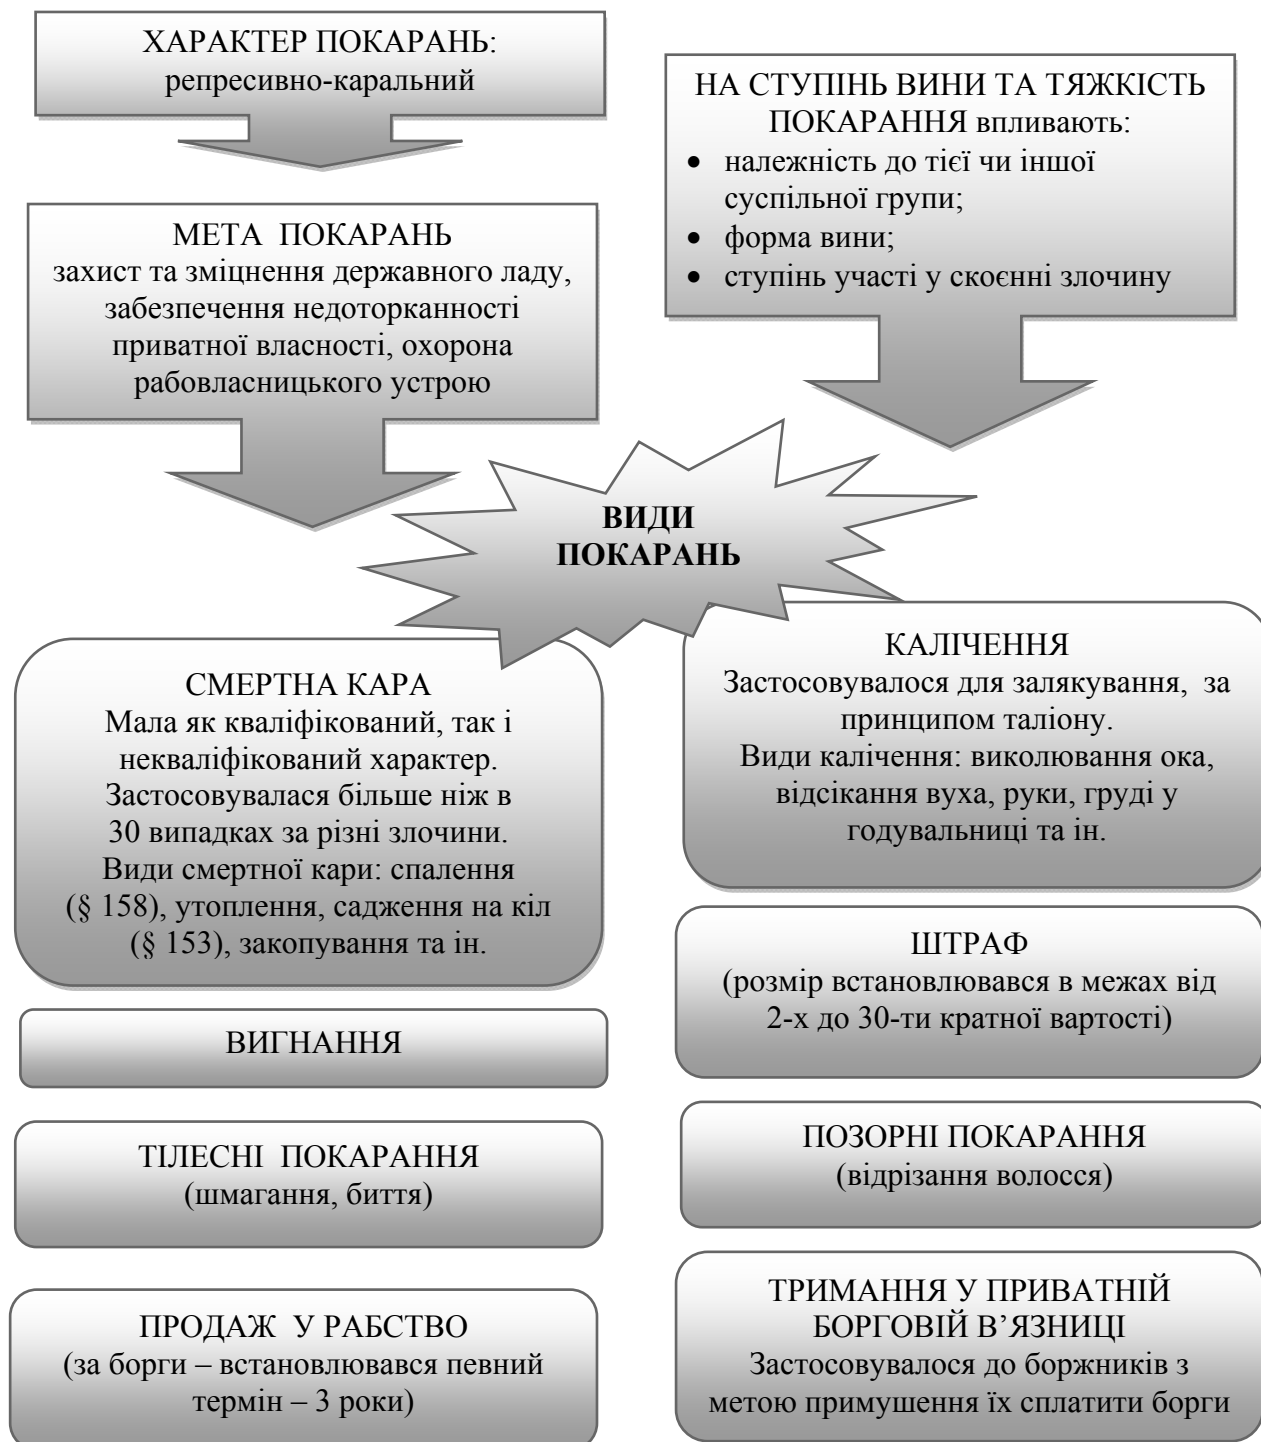 ХАРАКТЕР ПОКАРАНЬ:
репресивно-каральний
НА СТУПІНЬ ВИНИ ТА ТЯЖКІСТЬ
ПОКАРАННЯ впливають:
• належність до тієї чи іншої
суспільної групи;
• форма вини;
• ступінь участі у скоєнні злочину
МЕТА ПОКАРАНЬ
захист та зміцнення державного ладу,
забезпечення недоторканності
приватної власності, охорона
рабовласницького устрою
ВИДИ
ПОКАРАНЬ
СМЕРТНА КАРА
Мала як кваліфікований, так і
некваліфікований характер.
Застосовувалася більше ніж в
30 випадках за різні злочини.
Види смертної кари: спалення
(§ 158), утоплення, садження на кіл
(§ 153), закопування та ін.
КАЛІЧЕННЯ
Застосовувалося для залякування, за
принципом таліону.
Види калічення: виколювання ока,
відсікання вуха, руки, груді у
годувальниці та ін.
ШТРАФ
(розмір встановлювався в межах від
2-х до 30-ти кратної вартості)
ВИГНАННЯ
ТІЛЕСНІ ПОКАРАННЯ
(шмагання, биття)
ПОЗОРНІ ПОКАРАННЯ
(відрізання волосся)
ПРОДАЖ У РАБСТВО
(за борги – встановлювався певний
термін – 3 роки)
ТРИМАННЯ У ПРИВАТНІЙ
БОРГОВІЙ В’ЯЗНИЦІ
Застосовувалося до боржників з
метою примушення їх сплатити борги